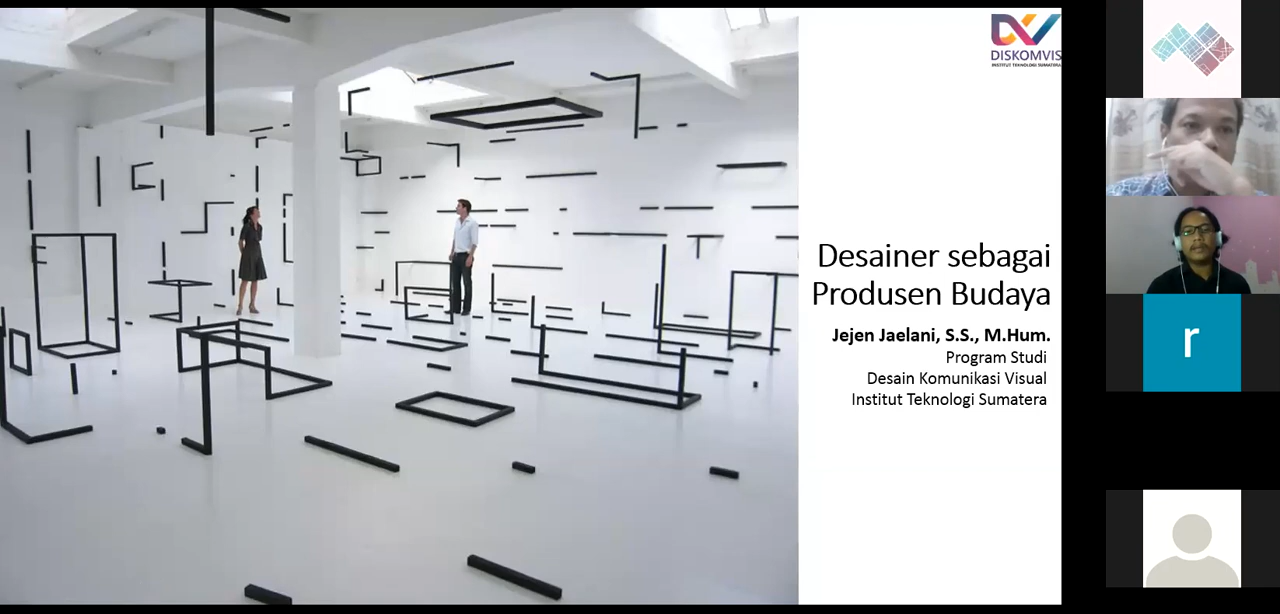 DISKOMVIS
INSTITUT TEKNOLOGI SUMATERA
Desainer sebagai
Produsen Budaya
Jejen Jaelani, S.S., M.Hum.
Program Studi
Desain Komunikasi Visual
Institut Teknologi Sumatera
r